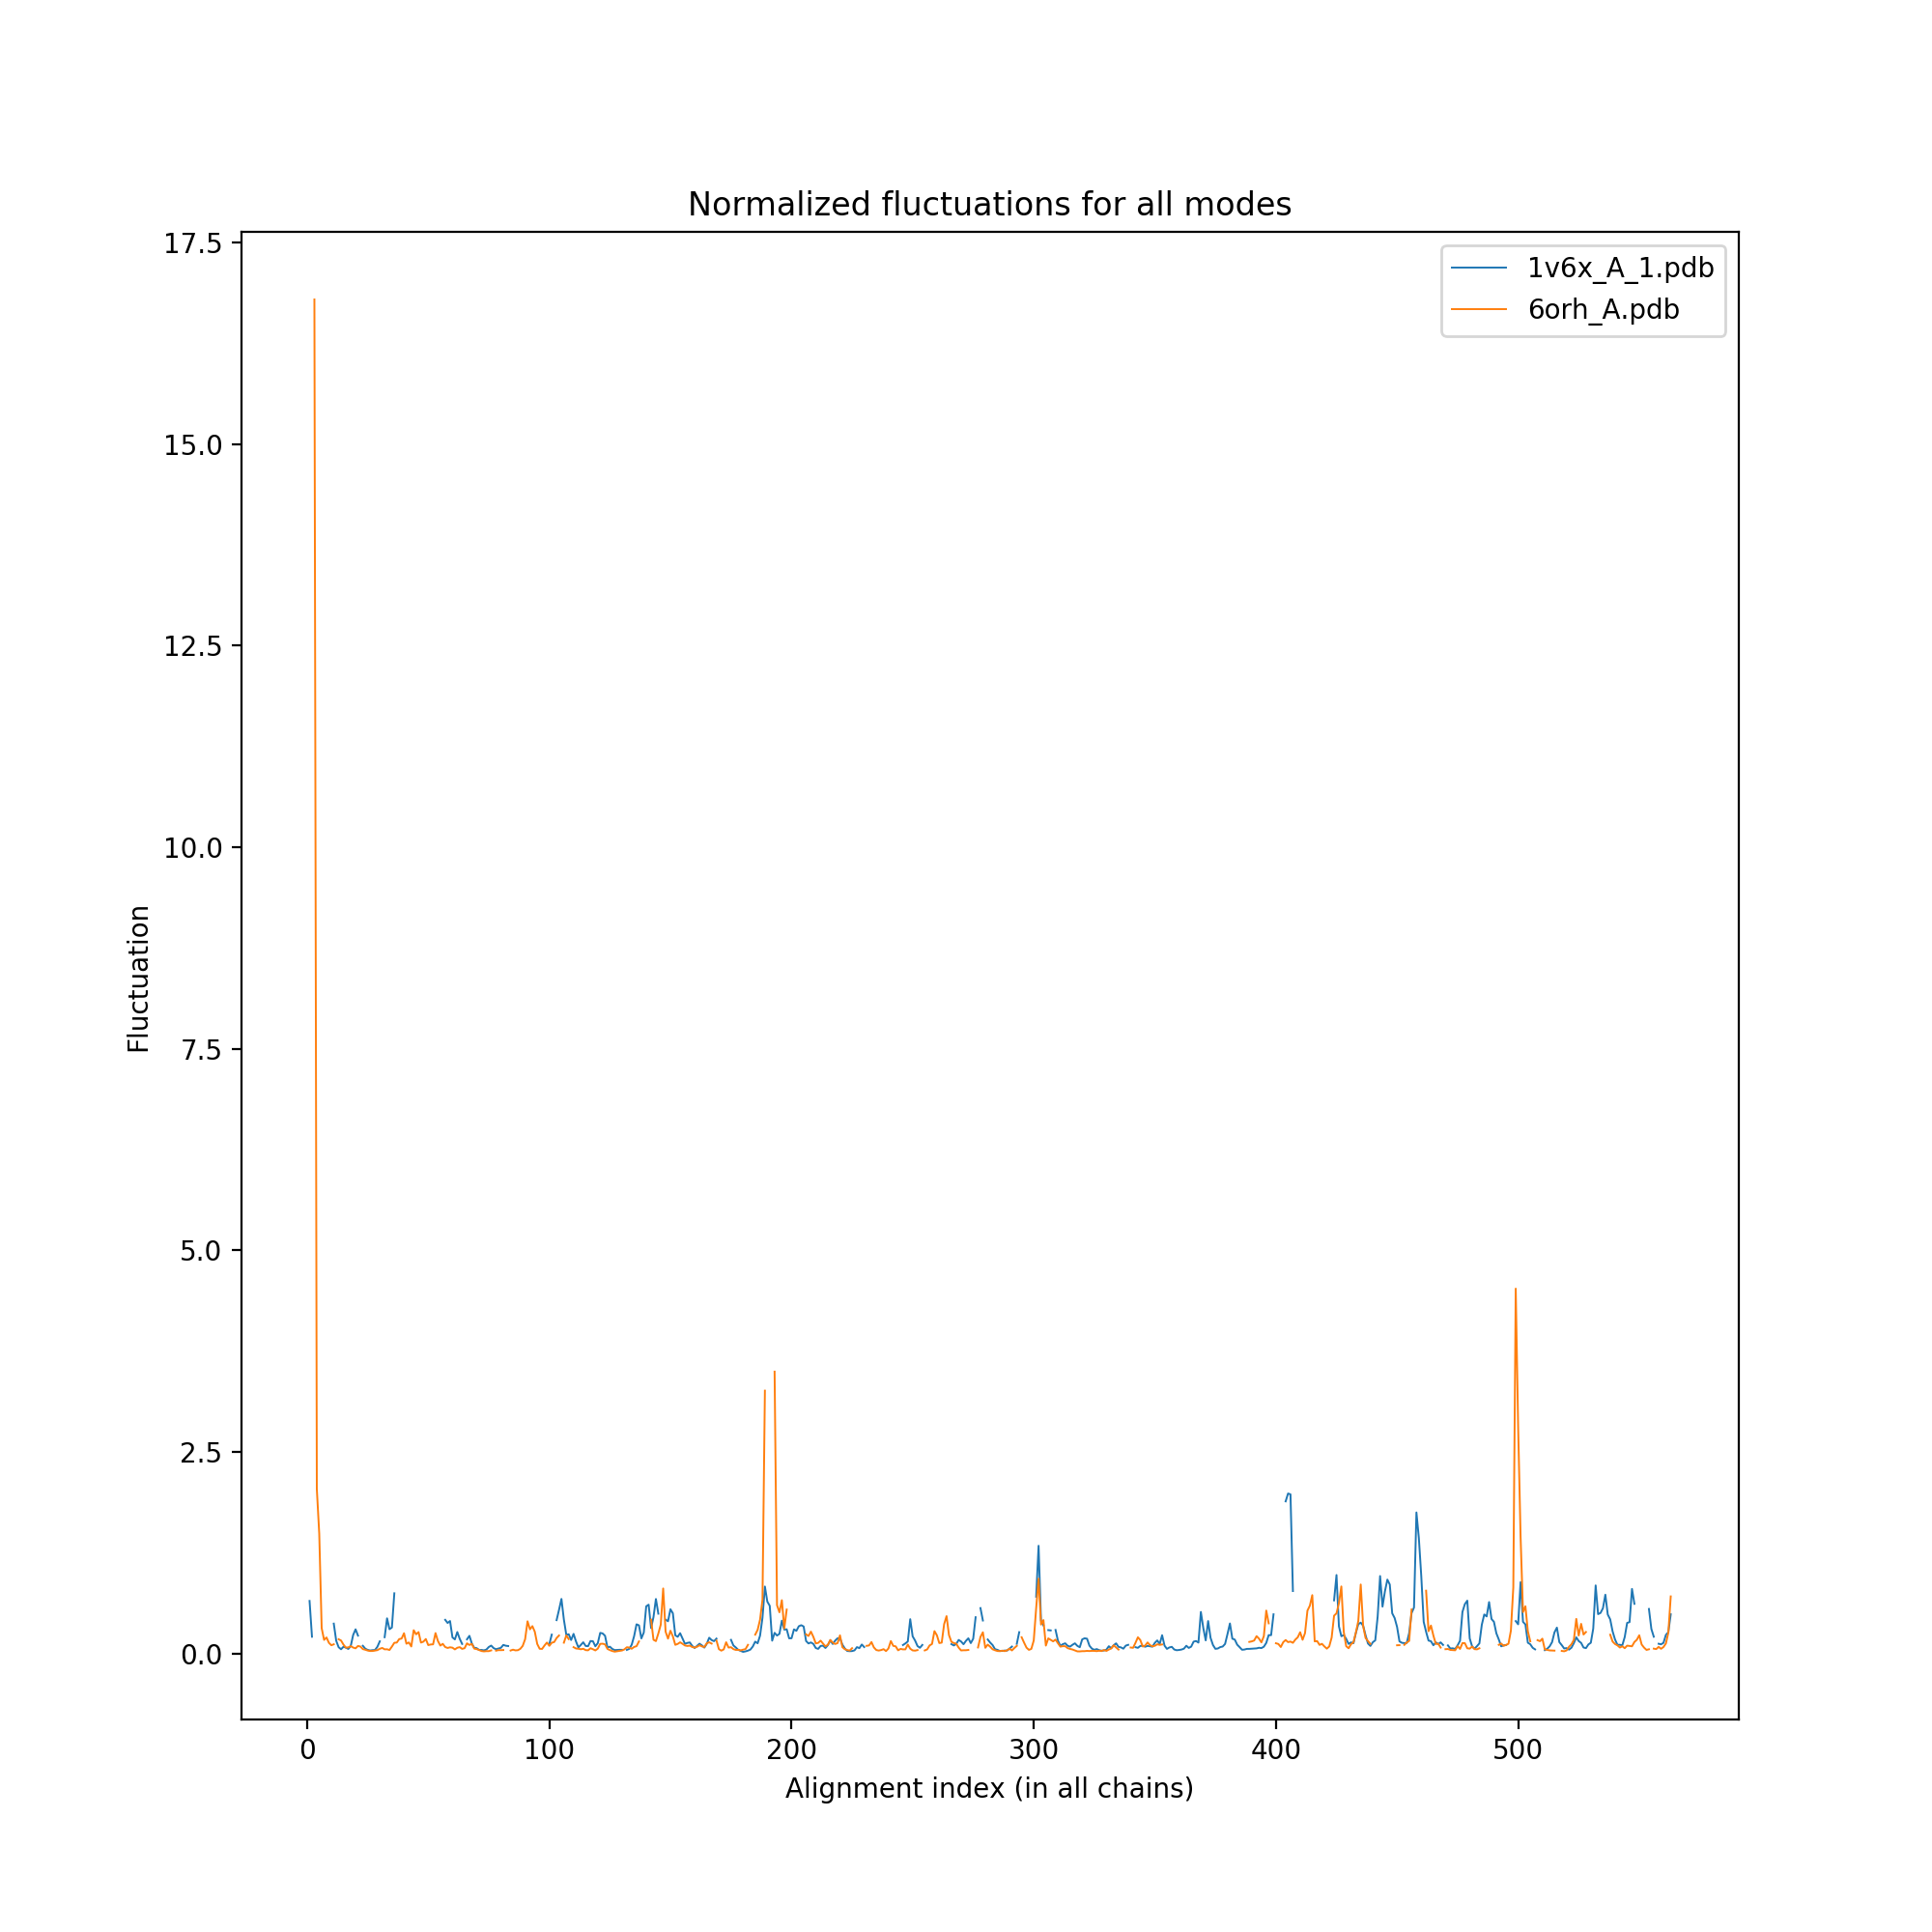 Normalized fluctuations for all modes
17.5
15.0
12.5
10.0
7.5
5.0
2.5
0.0
Fluctuation
1v6x_A_1.pdb
6orh_A.pdb
0 100 200 300 400 500
Alignment index (in all chains)